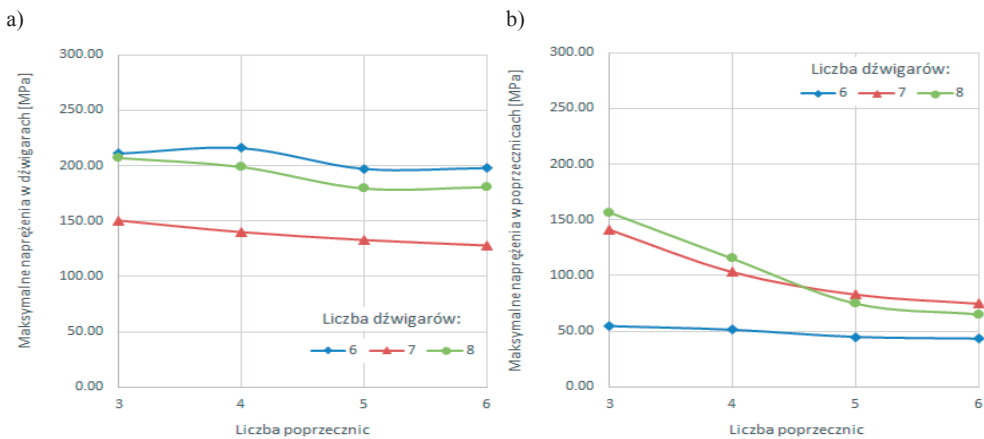 a)
Maksymalne naprężenia w dźwigarach [MPa]
300.00
250.00
200.00
150.00
100.00
50.00
0.00
Liczba dźwigarów:
6 7 8
3 4 5 6
Liczba poprzecznic
b)
Maksymalne naprężenia w poprzecznicach [MPa]
300.00
250.00
200.00
150.00
100.00
50.00
0.00
Liczba dźwigarów:
6 7 8
3 4 5 6
Liczba poprzecznic